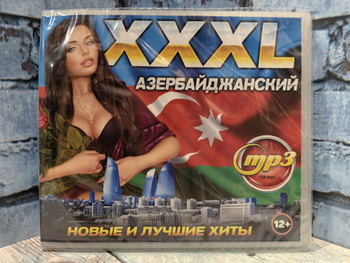 XXXL
АЗЕРБАЙДЖАНСКИЙ
mp3
НОВЫЕ И ЛУЧШИЕ ХИТЫ
12+